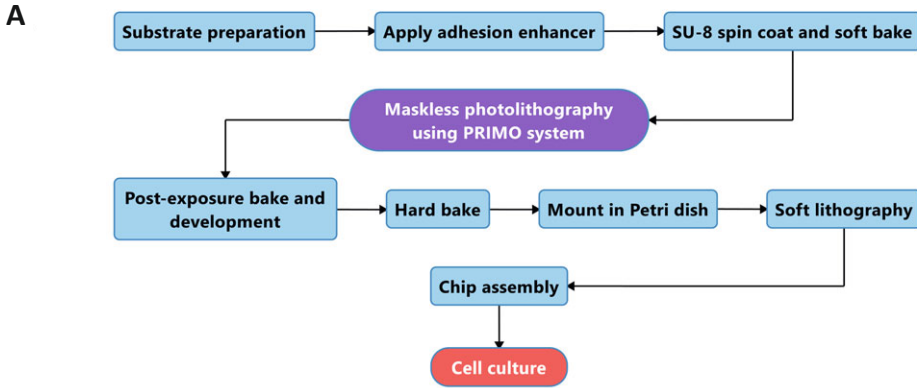 A
Substrate preparation
Apply adhesion enhancer
SU-8 spin coat and soft bake
Maskless photolithography
using PRIMO system
Post-exposure bake and
development
Hard bake
Mount in Petri dish
Soft lithography
Chip assembly
Cell culture